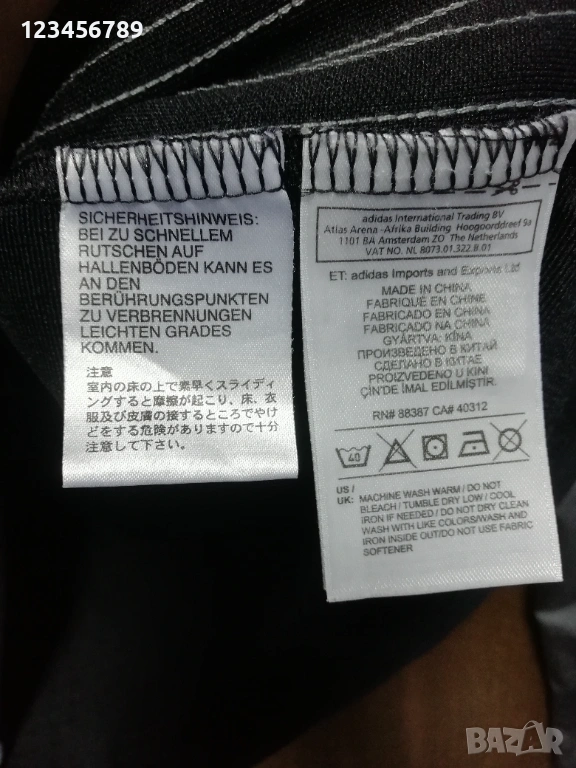 123456789
SICHERHEITSHINWEIS:
BEI ZU SCHNELLEM
RUTSCHEN AUF
HALLENBÖDEN KANN ES
AN DEN
BERÜHRUNGSPUNKTEN
ZU VERBRENNUNGEN
LEICHTEN GRADES
KOMMEN.
注意
室内の床の上で素早くスライディ
ングすると摩擦が起こり、床、衣
服及び皮膚の接するところでやけ
どをする危険がありますので十分
注意して下さい。
adidas International Trading BV
Atlas Arena -Afrika Building Hoogoorddreef 9a
1101 BA Amsterdam ZO The Netherlands
VAT NO. NL 8073.01.322.B.01
ET: adidas Imports and Exports Ltd
MADE IN CHINA
FABRIQUÉ EN CHINE
FABRICADO EN CHINA
FABRICADO NA CHINA
GYÁRTVA: KÍNA
ПРОИЗВЕДЕНО В КИТАЙ
СДЕЛАНО В КИТАЕ
PROIZVEDENO U KINI
ÇİN'DE İMAL EDİLMİŞTİR.
RN# 88387 CA# 40312
40
US /
UK: MACHINE WASH WARM / DO NOT
BLEACH / TUMBLE DRY LOW / COOL
IRON IF NEEDED / DO NOT DRY CLEAN
WASH WITH LIKE COLORS/WASH AND
IRON INSIDE OUT/DO NOT USE FABRIC
SOFTENER
BAZAR